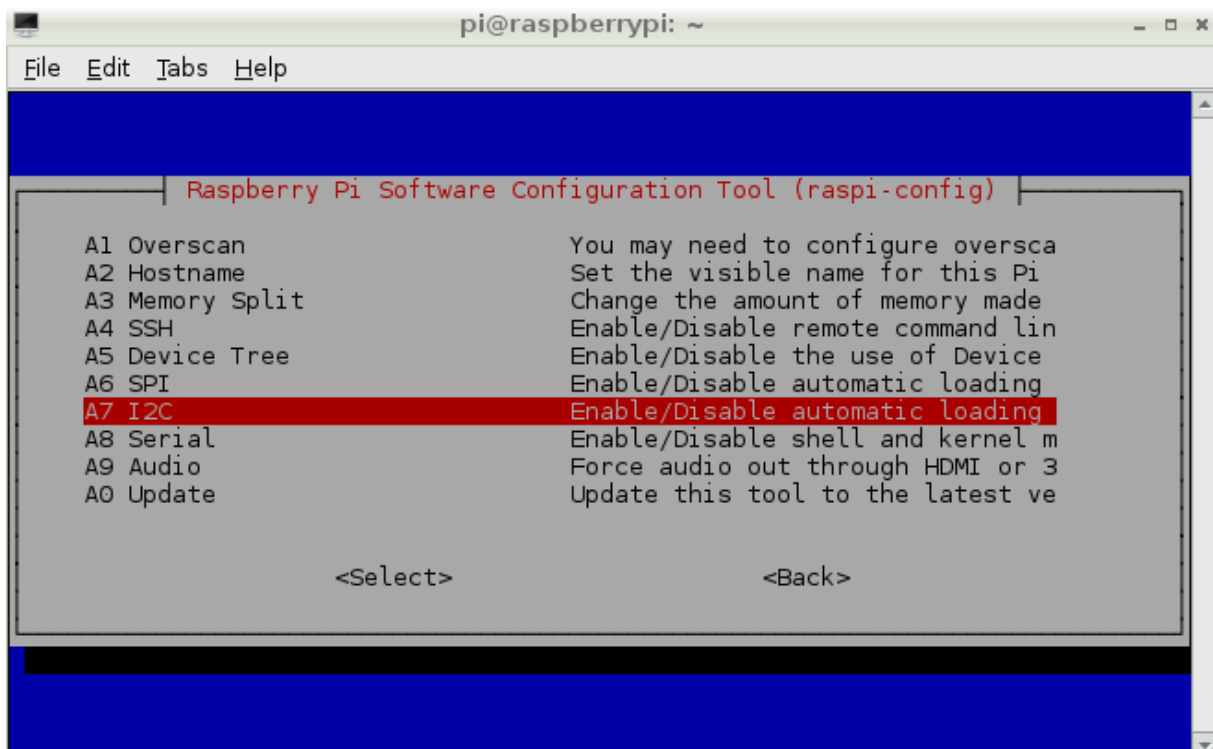 pi@raspberrypi: ~
File Edit Tabs Help
Raspberry Pi Software Configuration Tool (raspi-config)
A1 Overscan You may need to configure oversca
A2 Hostname Set the visible name for this Pi
A3 Memory Split Change the amount of memory made
A4 SSH Enable/Disable remote command lin
A5 Device Tree Enable/Disable the use of Device
A6 SPI Enable/Disable automatic loading
A7 I2C Enable/Disable automatic loading
A8 Serial Enable/Disable shell and kernel m
A9 Audio Force audio out through HDMI or 3
A0 Update Update this tool to the latest ve
<Select> <Back>